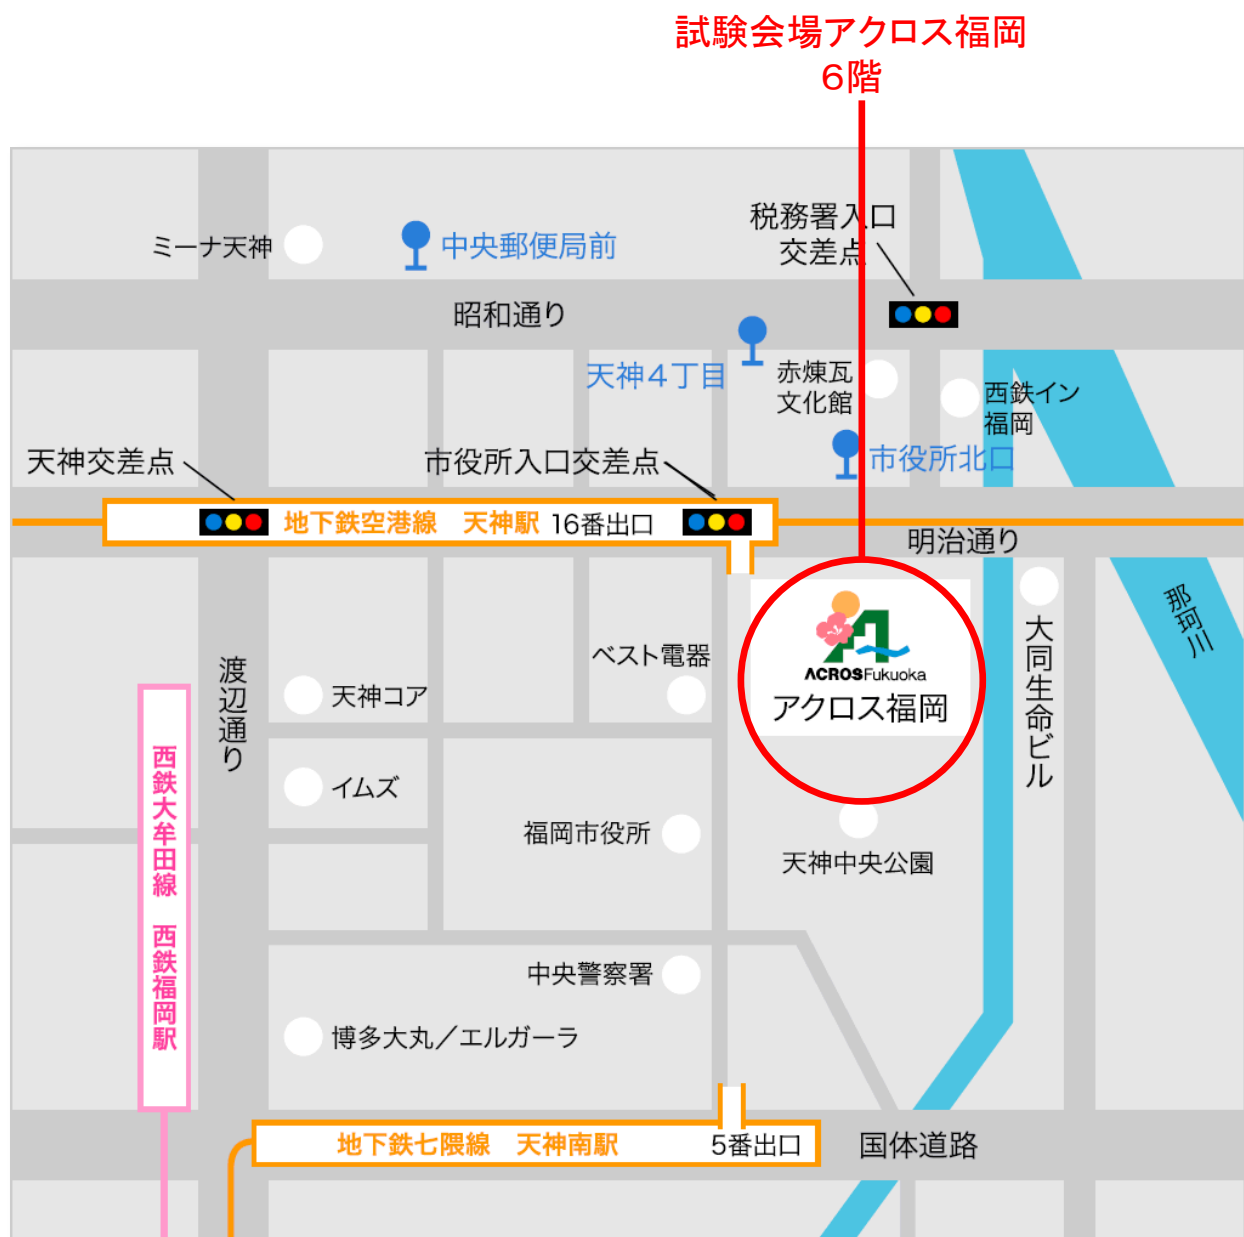 試験会場アクロス福岡
6階
税務署入口
交差点
ミーナ天神
中央郵便局前
昭和通り
天神4丁目
赤煉瓦
文化館
西鉄イン
福岡
天神交差点
市役所入口交差点
市役所北口
地下鉄空港線　天神駅 16番出口
明治通り
那珂川
大同生命ビル
ACROSFukuoka
アクロス福岡
ベスト電器
渡辺通り
天神コア
西鉄大牟田線　西鉄福岡駅
イムズ
福岡市役所
天神中央公園
中央警察署
博多大丸／エルガーラ
地下鉄七隈線　天神南駅 5番出口
国体道路